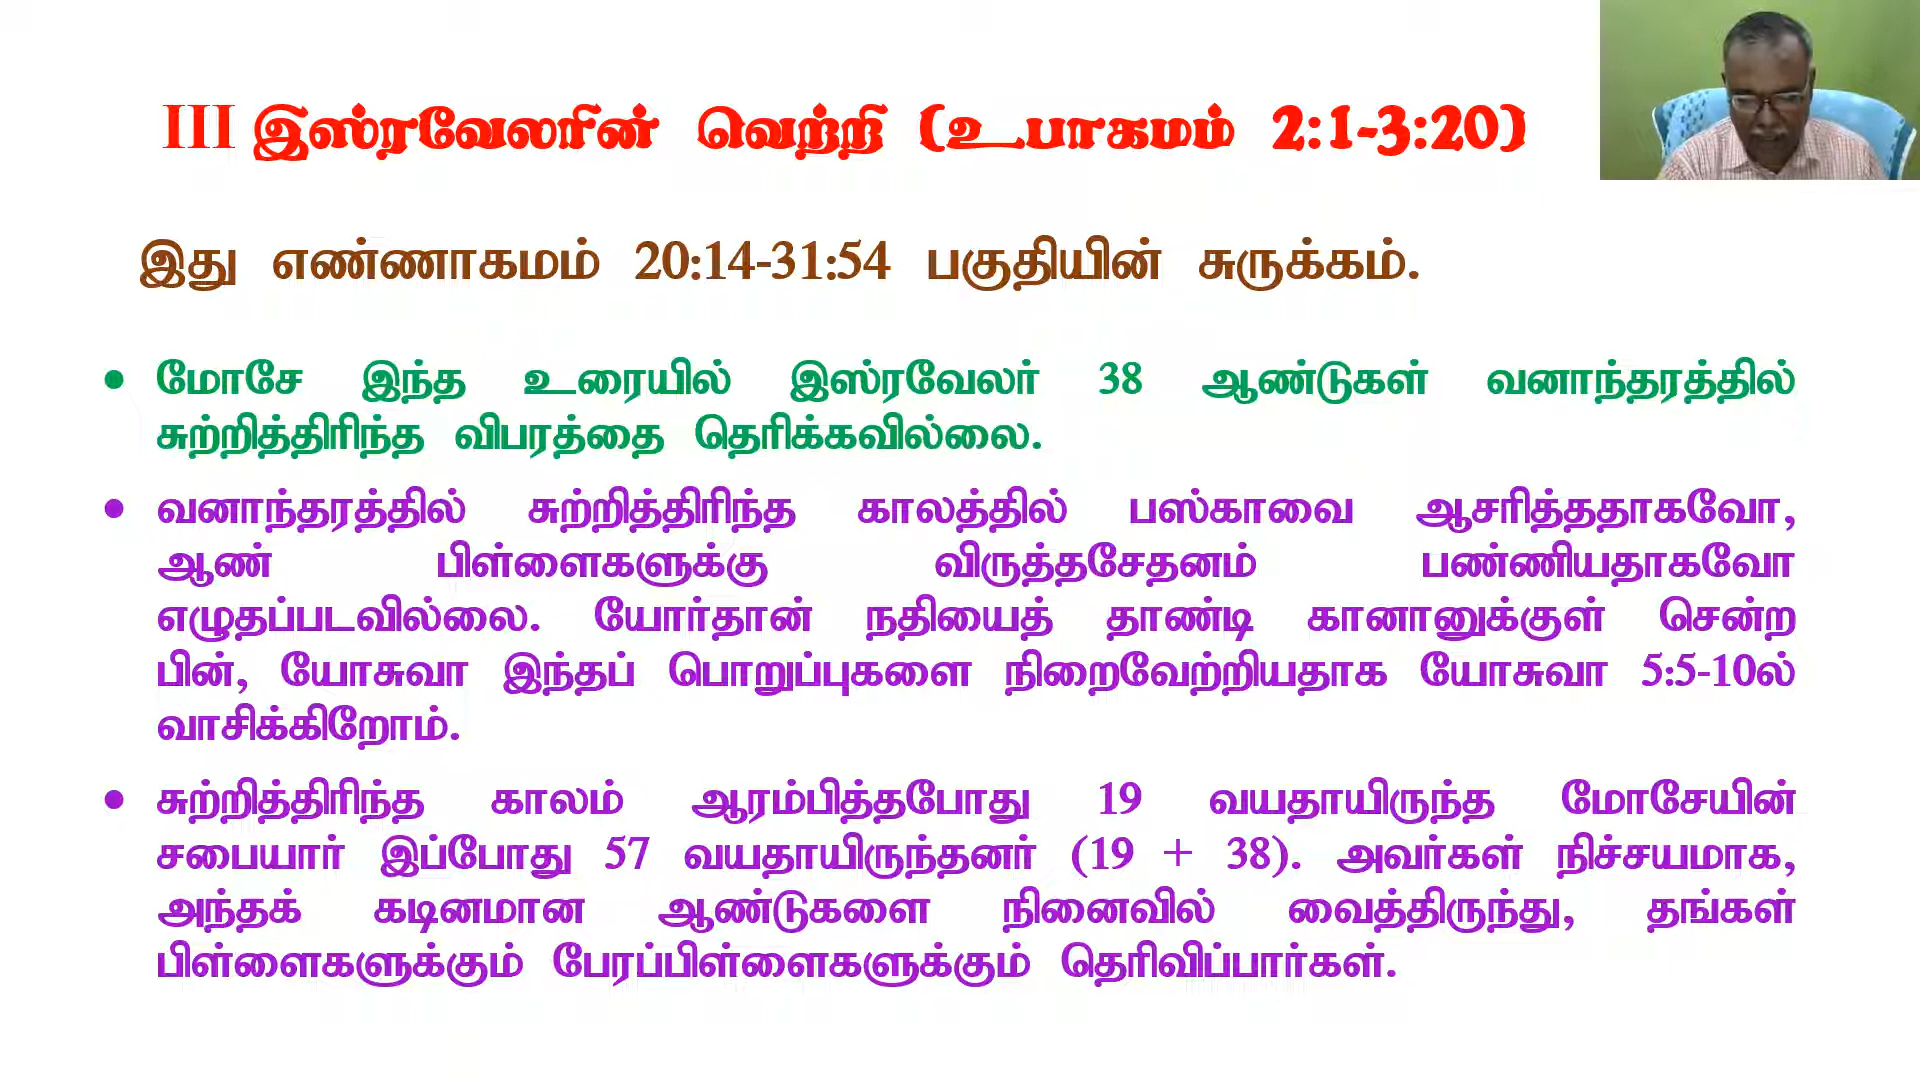 III இஸ்ரவேலரின் வெற்றி (உபாகமம் 2:1-3:20)
இது எண்ணாகமம் 20:14-31:54 பகுதியின் சுருக்கம்.
• மோசே இந்த உரையில் இஸ்ரவேலர் 38 ஆண்டுகள் வனாந்தரத்தில்
சுற்றித்திரிந்த விபரத்தை தெரிக்கவில்லை.
• வனாந்தரத்தில் சுற்றித்திரிந்த காலத்தில் பஸ்காவை ஆசரித்ததாகவோ,
ஆண் பிள்ளைகளுக்கு விருத்தசேதனம் பண்ணியதாகவோ
எழுதப்படவில்லை. யோர்தான் நதியைத் தாண்டி கானானுக்குள் சென்ற
பின், யோசுவா இந்தப் பொறுப்புகளை நிறைவேற்றியதாக யோசுவா 5:5-10ல்
வாசிக்கிறோம்.
• சுற்றித்திரிந்த காலம் ஆரம்பித்தபோது 19 வயதாயிருந்த மோசேயின்
சபையார் இப்போது 57 வயதாயிருந்தனர் (19 + 38). அவர்கள் நிச்சயமாக,
அந்தக் கடினமான ஆண்டுகளை நினைவில் வைத்திருந்து, தங்கள்
பிள்ளைகளுக்கும் பேரப்பிள்ளைகளுக்கும் தெரிவிப்பார்கள்.